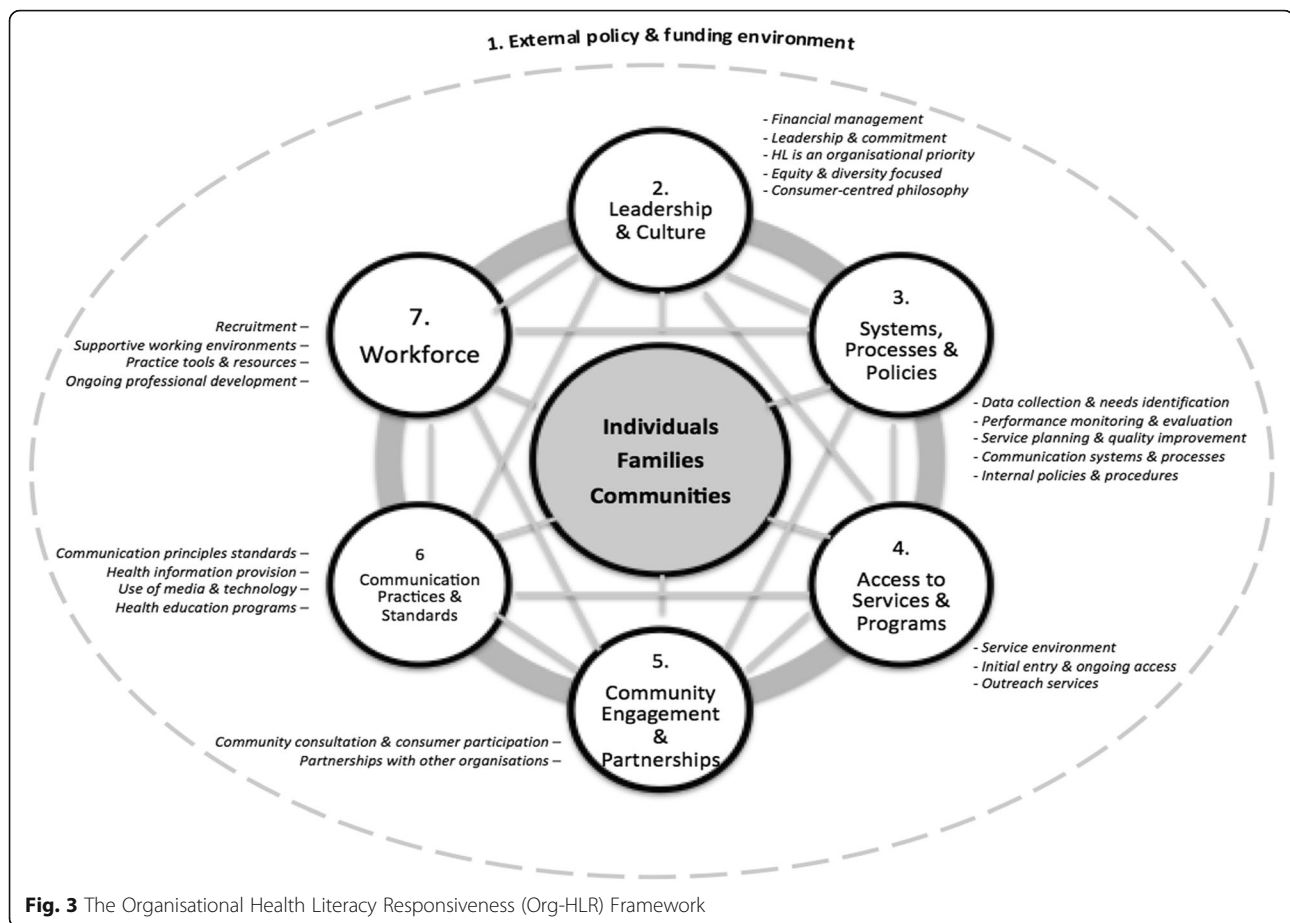 1. External policy & funding environment
2.
Leadership
& Culture
- Financial management
- Leadership & commitment
- HL is an organisational priority
- Equity & diversity focused
- Consumer-centred philosophy
3.
Systems,
Processes &
Policies
- Data collection & needs identification
- Performance monitoring & evaluation
- Service planning & quality improvement
- Communication systems & processes
- Internal policies & procedures
4.
Access to
Services &
Programs
- Service environment
- Initial entry & ongoing access
- Outreach services
5.
Community
Engagement
&
Partnerships
Community consultation & consumer participation –
Partnerships with other organisations –
6
Communication
Practices &
Standards
Communication principles standards –
Health information provision –
Use of media & technology –
Health education programs –
7.
Workforce
Recruitment –
Supportive working environments –
Practice tools & resources –
Ongoing professional development –
Individuals
Families
Communities
Fig. 3 The Organisational Health Literacy Responsiveness (Org-HLR) Framework